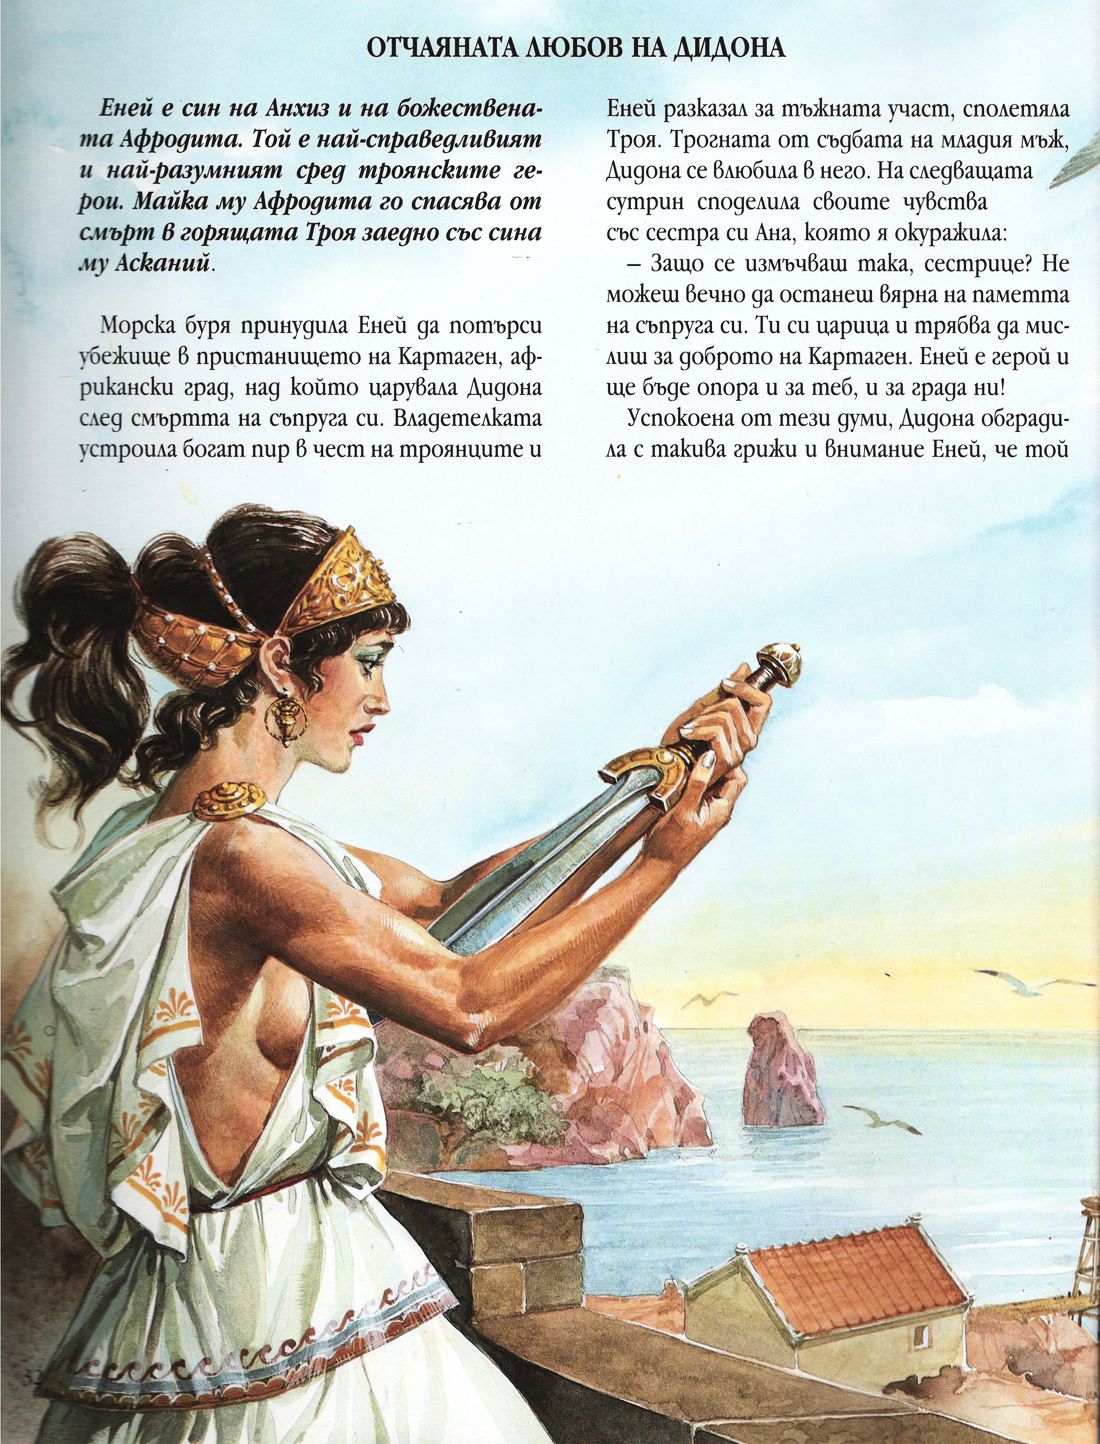 ОТЧАЯНАТА ЛЮБОВ НА ДИДОНА
Еней е син на Анхиз и на божествена-
та Афродита. Той е най-справедливият
и най-разумният сред троянските ге-
рои. Майка му Афродита го спасява от
смърт в горящата Троя заедно със сина
му Асканий.
Морска буря принудила Еней да потърси
убежище в пристанището на Картаген, аф-
рикански град, над който царувала Дидона
след смъртта на съпруга си. Владетелката
устроила богат пир в чест на троянците и
Еней разказал за тъжната участ, сполетяла
Троя. Трогната от съдбата на младия мъж,
Дидона се влюбила в него. На следващата
сутрин споделила своите чувства
със сестра си Ана, която я окуражила:
– Защо се измъчваш така, сестрице? Не
можеш вечно да останеш вярна на паметта
на съпруга си. Ти си царица и трябва да мис-
лиш за доброто на Картаген. Еней е герой и
ще бъде опора и за теб, и за града ни!
Успокоена от тези думи, Дидона обгради-
ла с такива грижи и внимание Еней, че той
32